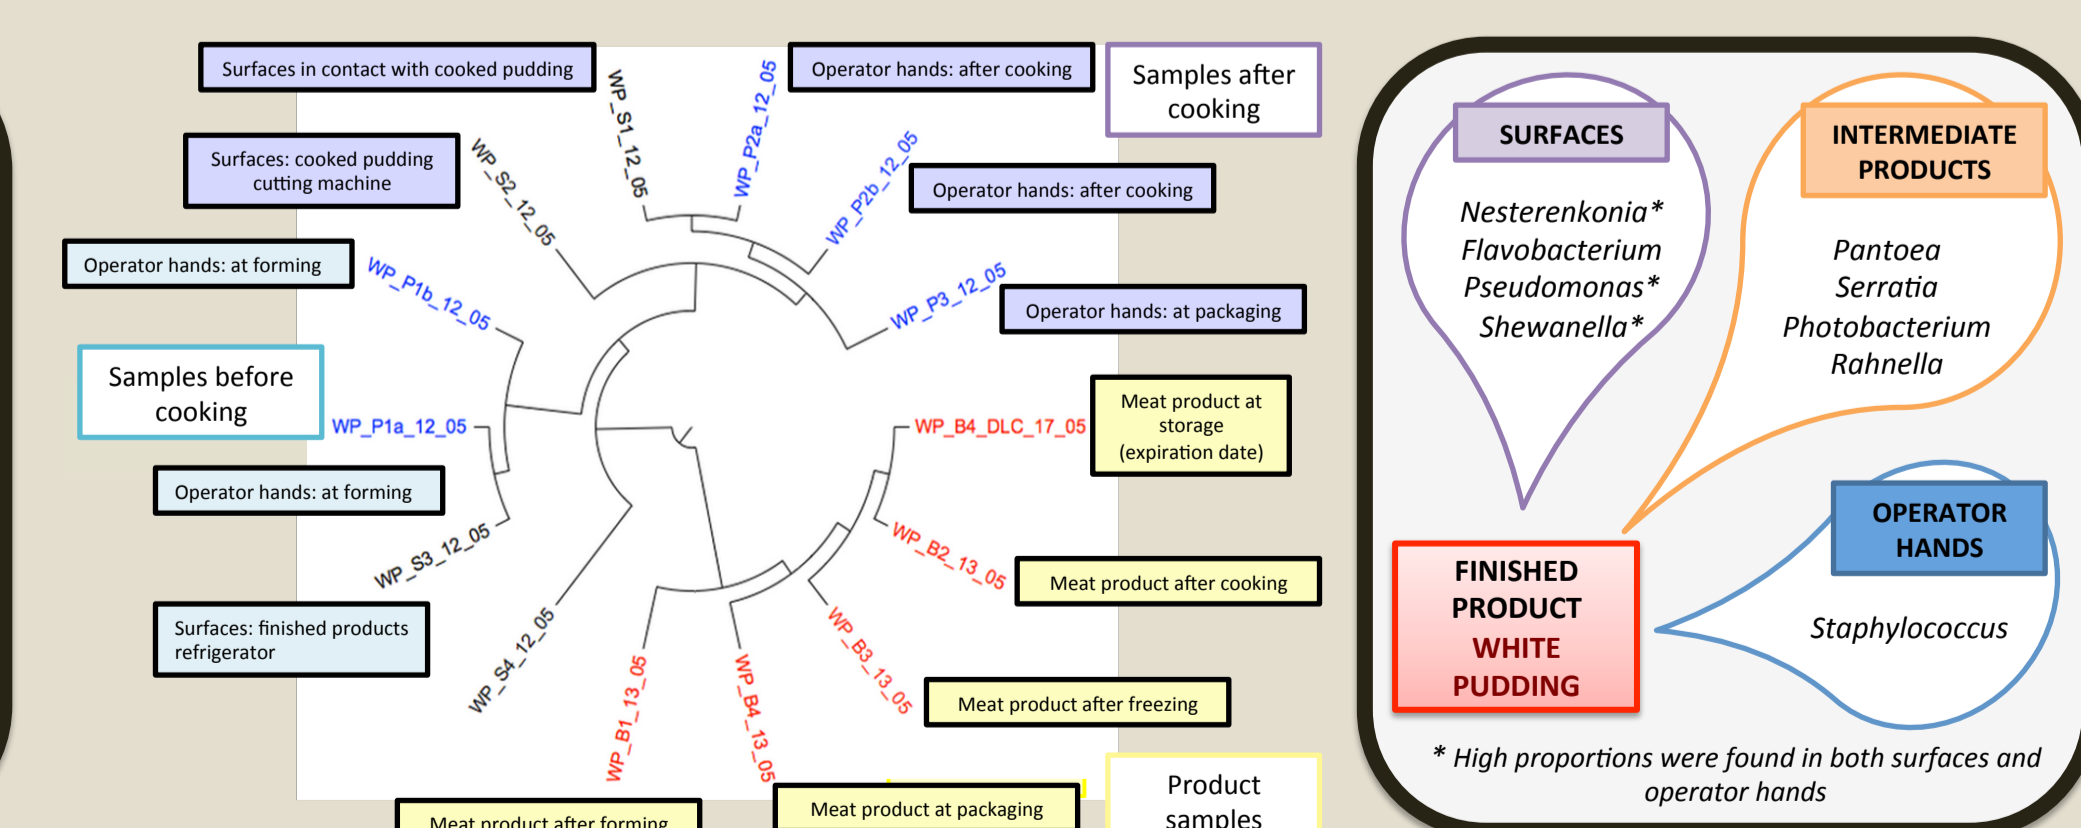 Surfaces in contact with cooked pudding
WP_S1_12_05
WP_P2a_12_05
Operator hands: after cooking
Samples after
cooking
Surfaces: cooked pudding
cutting machine
WP_S2_12_05
WP_P2b_12_05
Operator hands: after cooking
Operator hands: at forming
WP_P1b_12_05
WP_P3_12_05
Operator hands: at packaging
Samples before
cooking
WP_P1a_12_05
WP_B4_DLC_17_05
Meat product at
storage
(expiration date)
Operator hands: at forming
WP_S3_12_05
WP_B2_13_05
Meat product after cooking
Surfaces: finished products
refrigerator
WP_S4_12_05
WP_B3_13_05
Meat product after freezing
WP_B1_13_05
WP_B4_13_05
Meat product after forming
Meat product at packaging
Product
samples
SURFACES
Nesterenkonia*
Flavobacterium
Pseudomonas*
Shewanella*
INTERMEDIATE
PRODUCTS
Pantoea
Serratia
Photobacterium
Rahnella
OPERATOR
HANDS
Staphylococcus
FINISHED
PRODUCT
WHITE
PUDDING
* High proportions were found in both surfaces and
operator hands